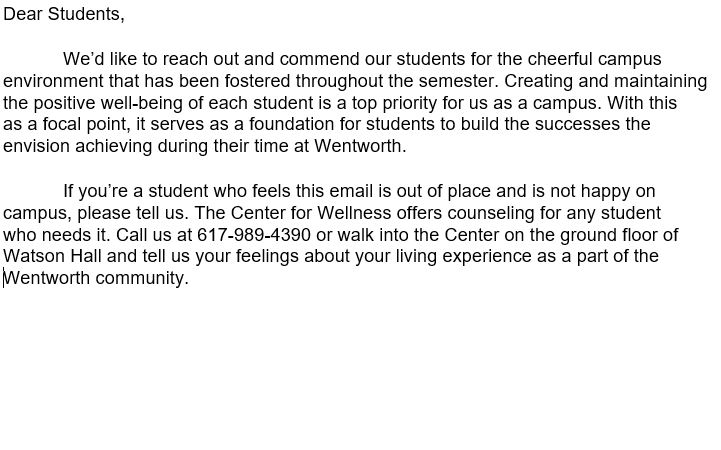 Dear Students,
We’d like to reach out and commend our students for the cheerful campus
environment that has been fostered throughout the semester. Creating and maintaining
the positive well-being of each student is a top priority for us as a campus. With this
as a focal point, it serves as a foundation for students to build the successes the
envision achieving during their time at Wentworth.
If you’re a student who feels this email is out of place and is not happy on
campus, please tell us. The Center for Wellness offers counseling for any student
who needs it. Call us at 617-989-4390 or walk into the Center on the ground floor of
Watson Hall and tell us your feelings about your living experience as a part of the
Wentworth community.